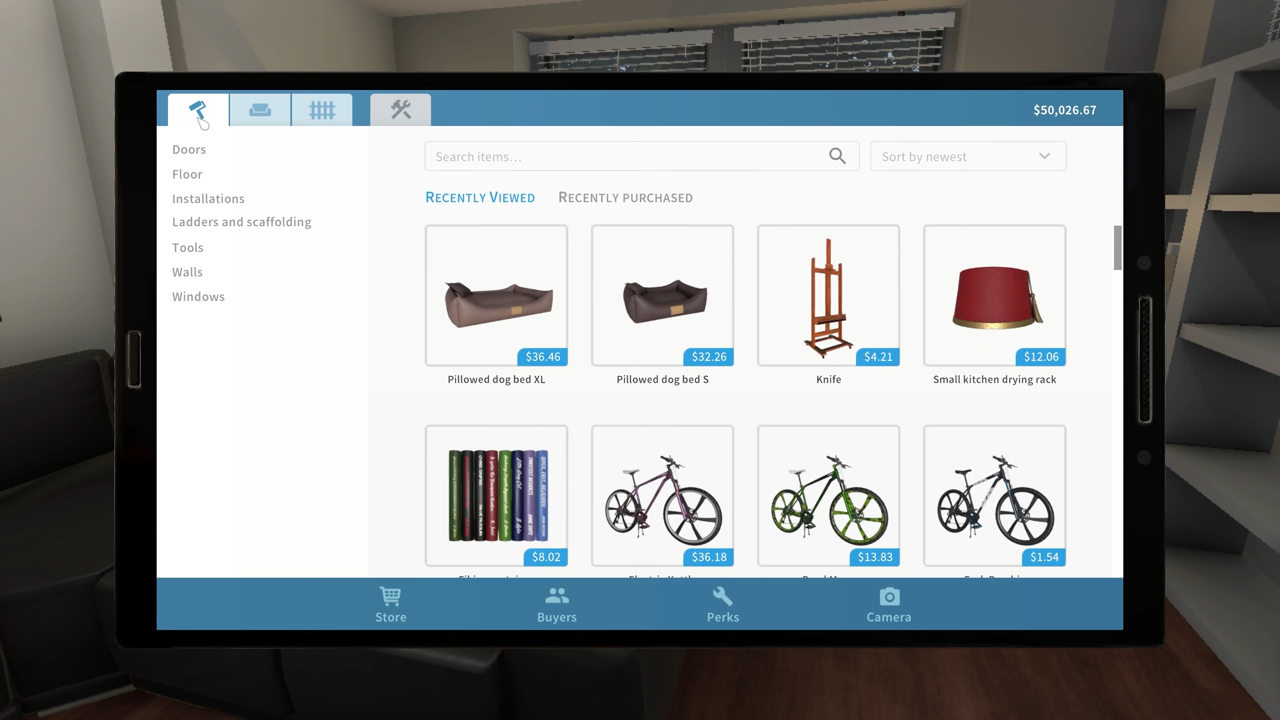 $50,026.67
Doors
Floor
Installations
Ladders and scaffolding
Tools
Walls
Windows
Search items...
Sort by newest
RECENTLY VIEWED
RECENTLY PURCHASED
$36.46
$32.26
$4.21
$12.06
Pillowed dog bed XL
Pillowed dog bed S
Knife
Small kitchen drying rack
$8.02
$36.18
$13.83
$1.54
Store
Buyers
Perks
Camera